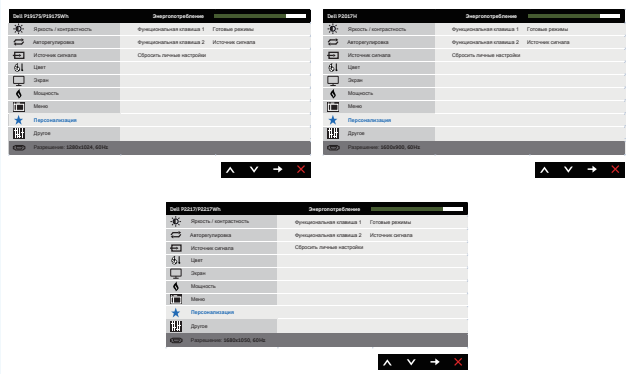 Dell P1917S/P1917SWh Энергопотребление
Яркость / контрастность Функциональная клавиша 1 Готовые режимы
Авторегулировка Функциональная клавиша 2 Источник сигнала
Источник сигнала Сбросить личные настройки
Цвет
Экран
Мощность
Меню
Персонализация
Другое
Разрешение: 1280x1024, 60Hz
Dell P2017H Энергопотребление
Яркость / контрастность Функциональная клавиша 1 Готовые режимы
Авторегулировка Функциональная клавиша 2 Источник сигнала
Источник сигнала Сбросить личные настройки
Цвет
Экран
Мощность
Меню
Персонализация
Другое
Разрешение: 1600x900, 60Hz
Dell P2217/P2217Wh Энергопотребление
Яркость / контрастность Функциональная клавиша 1 Готовые режимы
Авторегулировка Функциональная клавиша 2 Источник сигнала
Источник сигнала Сбросить личные настройки
Цвет
Экран
Мощность
Меню
Персонализация
Другое
Разрешение: 1680x1050, 60Hz